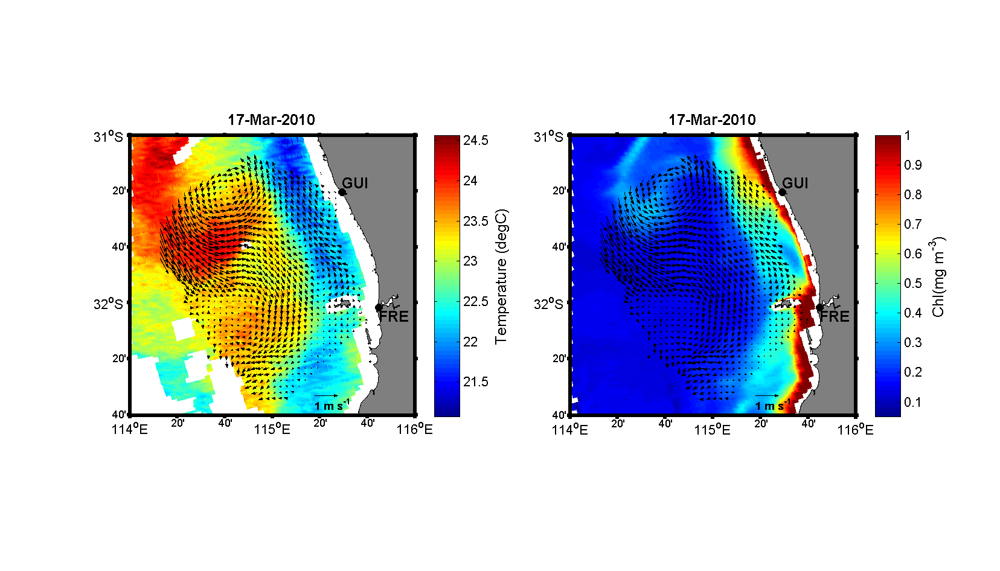 17-Mar-2010
31°S
20'
40'
32°S
20'
40'
114°E
20'
40'
115°E
20'
40'
116°E
GUI
FRE
1 m s-1
24.5
24
23.5
23
22.5
22
21.5
Temperature (degC)
17-Mar-2010
31°S
20'
40'
32°S
20'
40'
114°E
20'
40'
115°E
20'
40'
116°E
GUI
FRE
1 m s-1
1
0.9
0.8
0.7
0.6
0.5
0.4
0.3
0.2
0.1
Chl(mg m-3)